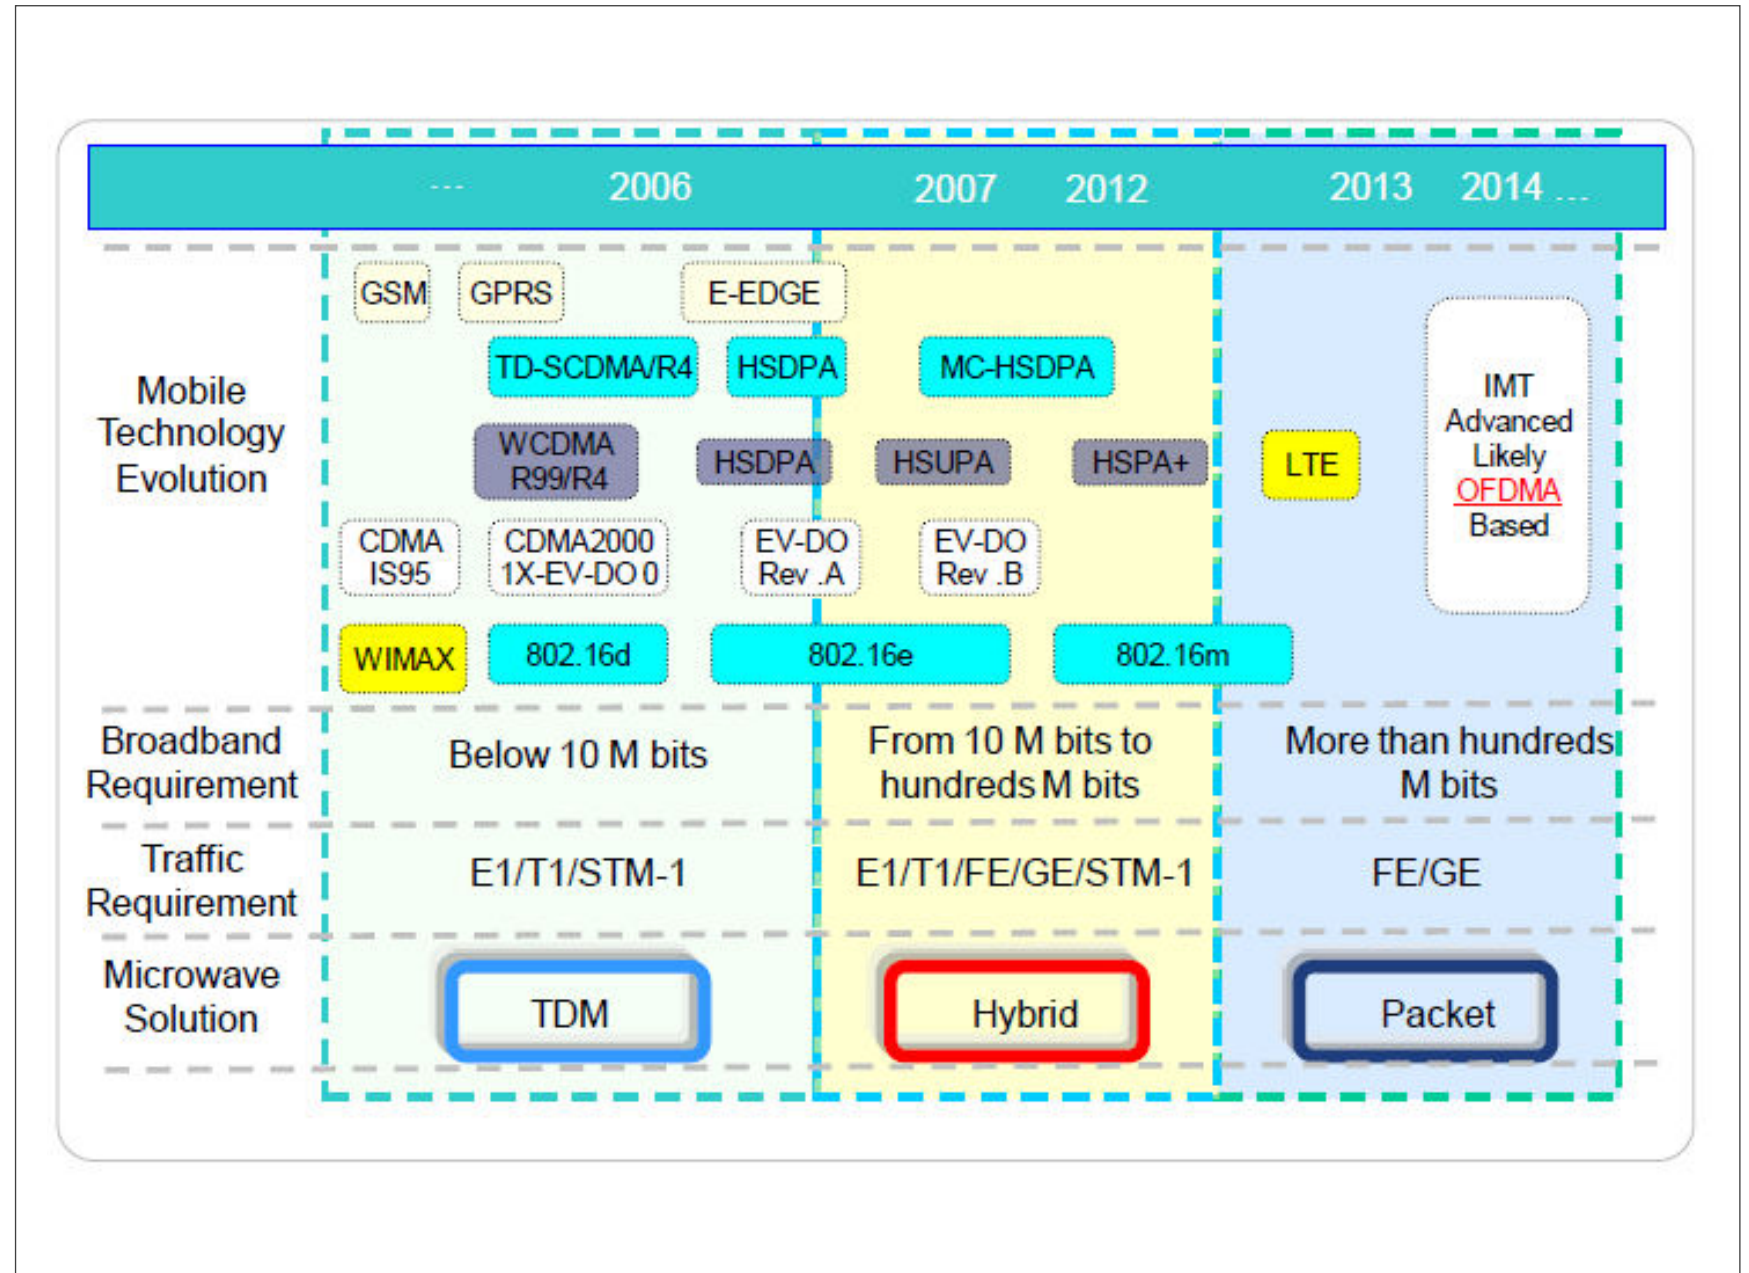 ... 2006 2007 2012 2013 2014 ...
GSM GPRS E-EDGE
TD-SCDMA/R4 HSDPA MC-HSDPA
Mobile
Technology
Evolution
WCDMA
R99/R4
HSDPA HSUPA HSPA+ LTE
IMT
Advanced
Likely
OFDMA
Based
CDMA
IS95
CDMA2000
1X-EV-DO 0
EV-DO
Rev .A
EV-DO
Rev .B
WIMAX 802.16d 802.16e 802.16m
Broadband
Requirement
Below 10 M bits
From 10 M bits to
hundreds M bits
More than hundreds
M bits
Traffic
Requirement
E1/T1/STM-1 E1/T1/FE/GE/STM-1 FE/GE
Microwave
Solution
TDM Hybrid Packet